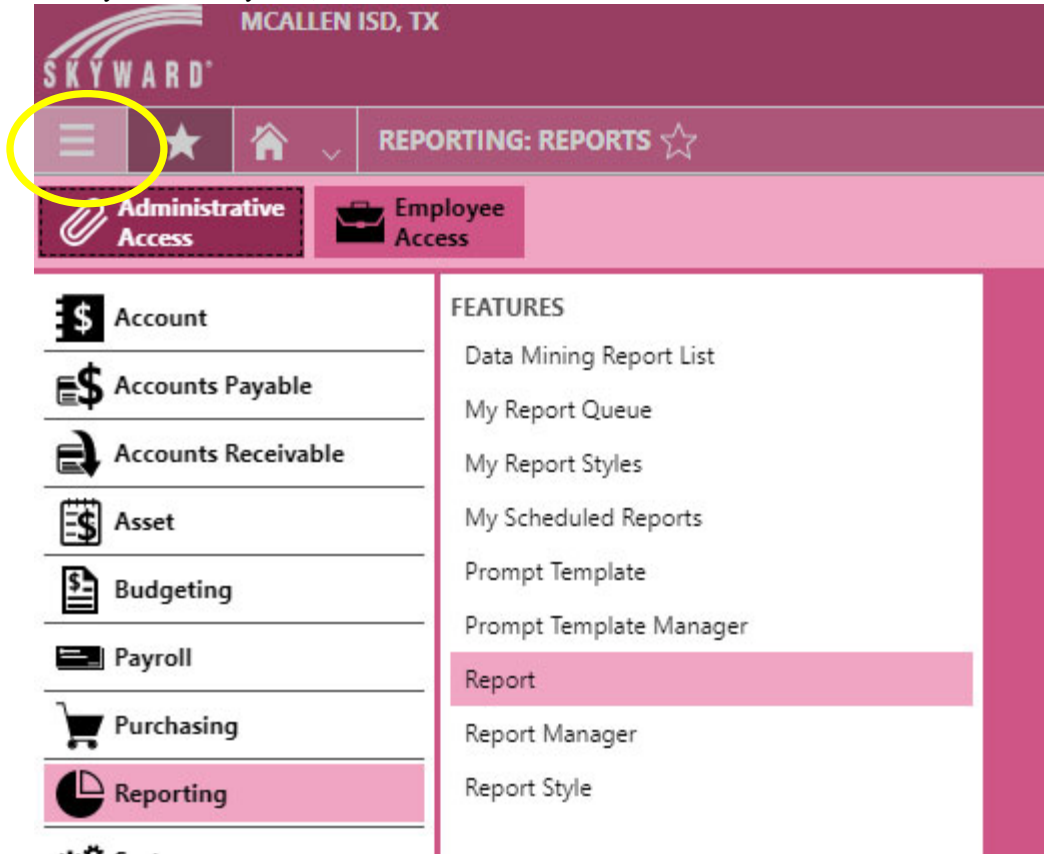 MCALLEN ISD, TX
SKYWARD®
REPORTING: REPORTS
Administrative
Access
Employee
Access
Account
Accounts Payable
Accounts Receivable
Asset
Budgeting
Payroll
Purchasing
Reporting
FEATURES
Data Mining Report List
My Report Queue
My Report Styles
My Scheduled Reports
Prompt Template
Prompt Template Manager
Report
Report Manager
Report Style